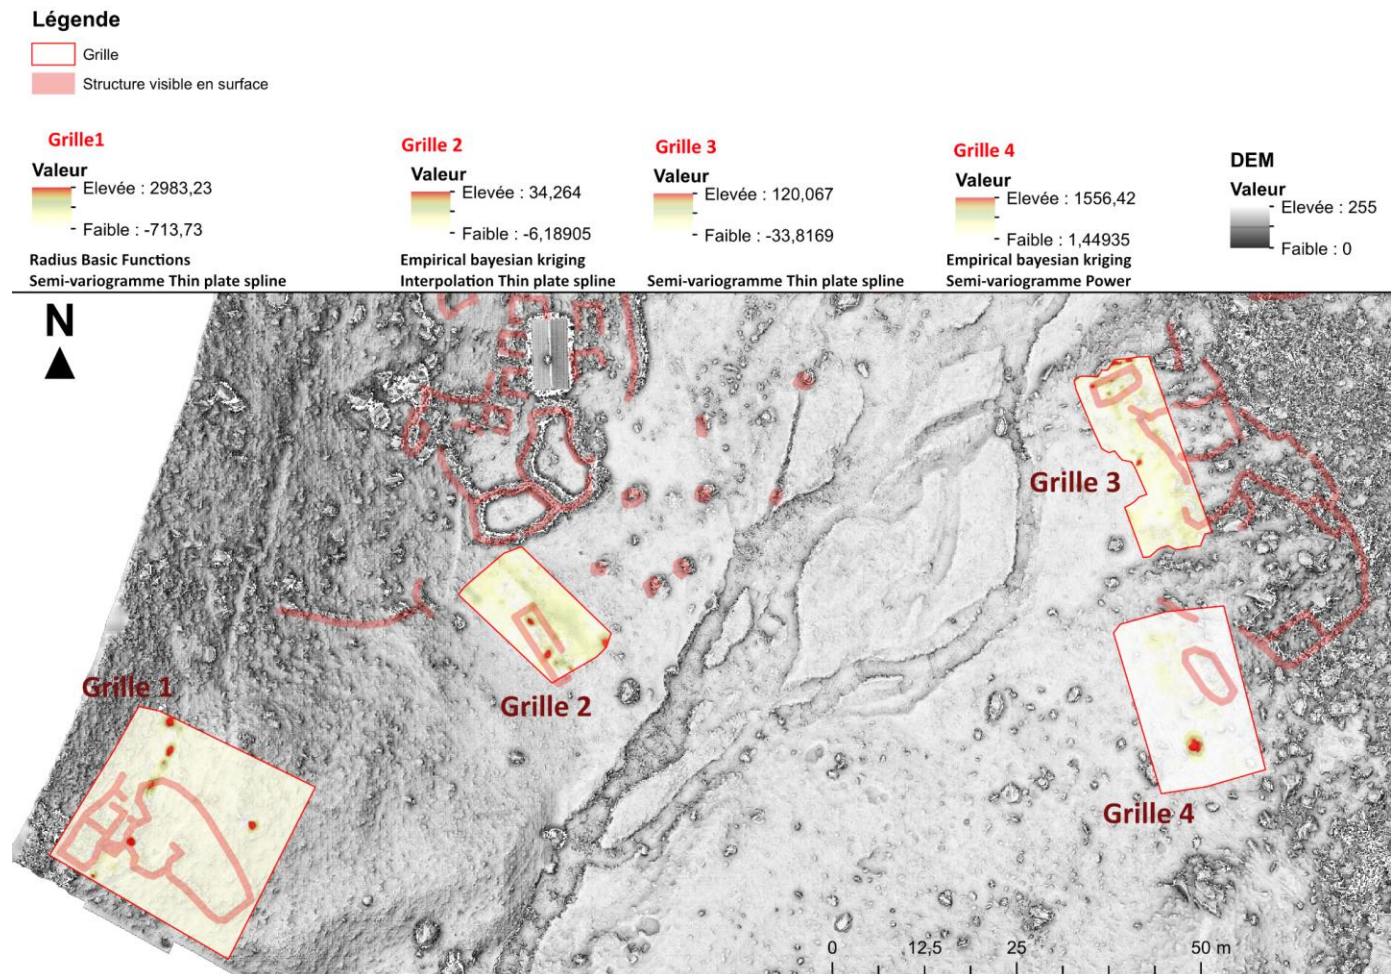 Légende
Grille
Structure visible en surface
Grille1
Valeur
Elevée : 2983,23
Faible : -713,73
Radius Basic Functions
Semi-variogramme Thin plate spline
Grille 2
Valeur
Elevée : 34,264
Faible : -6,18905
Empirical bayesian kriging
Interpolation Thin plate spline
Grille 3
Valeur
Elevée : 120,067
Faible : -33,8169
Semi-variogramme Thin plate spline
Grille 4
Valeur
Elevée : 1556,42
Faible : 1,44935
Empirical bayesian kriging
Semi-variogramme Power
DEM
Valeur
Elevée : 255
Faible : 0
N
Grille 3
Grille 1
Grille 2
Grille 4
0 12,5 25 50 m